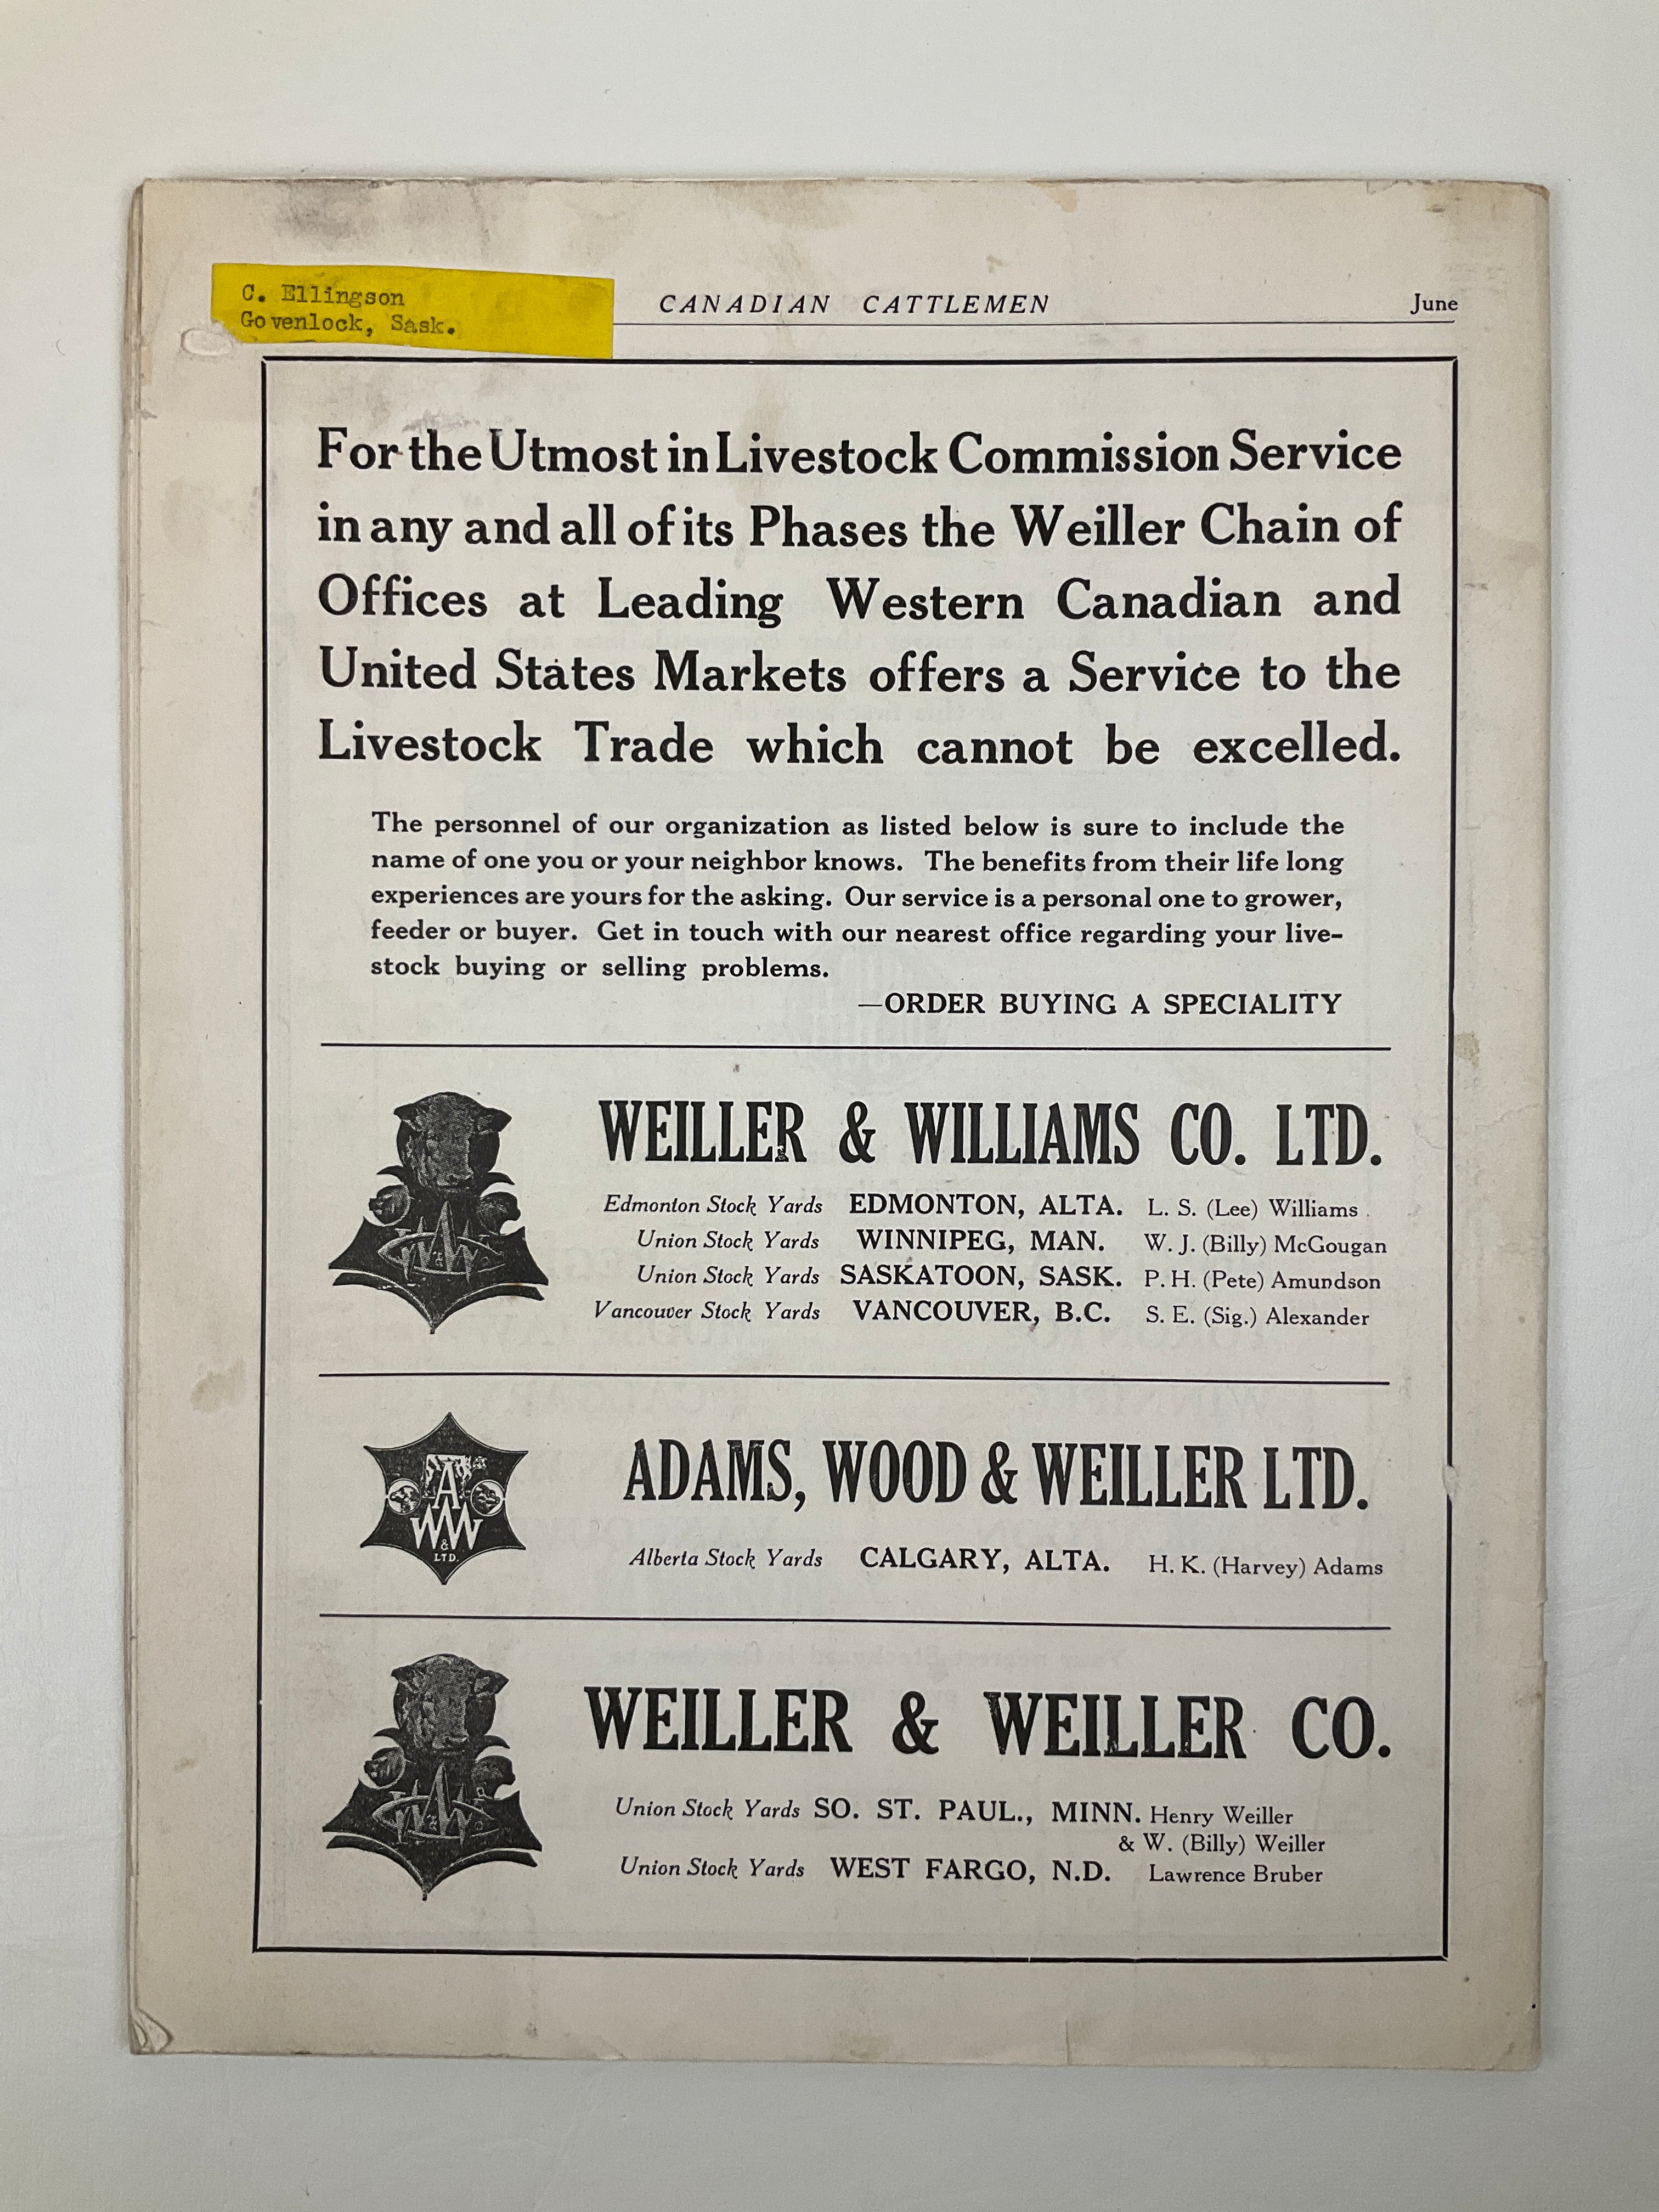 C. Ellingson
Govenlock, Sask.
CANADIAN CATTLEMEN
June
For the Utmost in Livestock Commission Service
in any and all of its Phases the Weiller Chain of
Offices at Leading Western Canadian and
United States Markets offers a Service to the
Livestock Trade which cannot be excelled.
The personnel of our organization as listed below is sure to include the
name of one you or your neighbor knows. The benefits from their life long
experiences are yours for the asking. Our service is a personal one to grower,
feeder or buyer. Get in touch with our nearest office regarding your live-
stock buying or selling problems.
—ORDER BUYING A SPECIALITY
WEILLER & WILLIAMS CO. LTD.
Edmonton Stock Yards EDMONTON, ALTA. L. S. (Lee) Williams
Union Stock Yards WINNIPEG, MAN. W. J. (Billy) McGougan
Union Stock Yards SASKATOON, SASK. P. H. (Pete) Amundson
Vancouver Stock Yards VANCOUVER, B.C. S. E. (Sig.) Alexander
A
WW
&
LTD.
ADAMS, WOOD & WEILLER LTD.
Alberta Stock Yards CALGARY, ALTA. H. K. (Harvey) Adams
WEILLER & WEILLER CO.
Union Stock Yards SO. ST. PAUL., MINN. Henry Weiller
& W. (Billy) Weiller
Union Stock Yards WEST FARGO, N.D. Lawrence Bruber